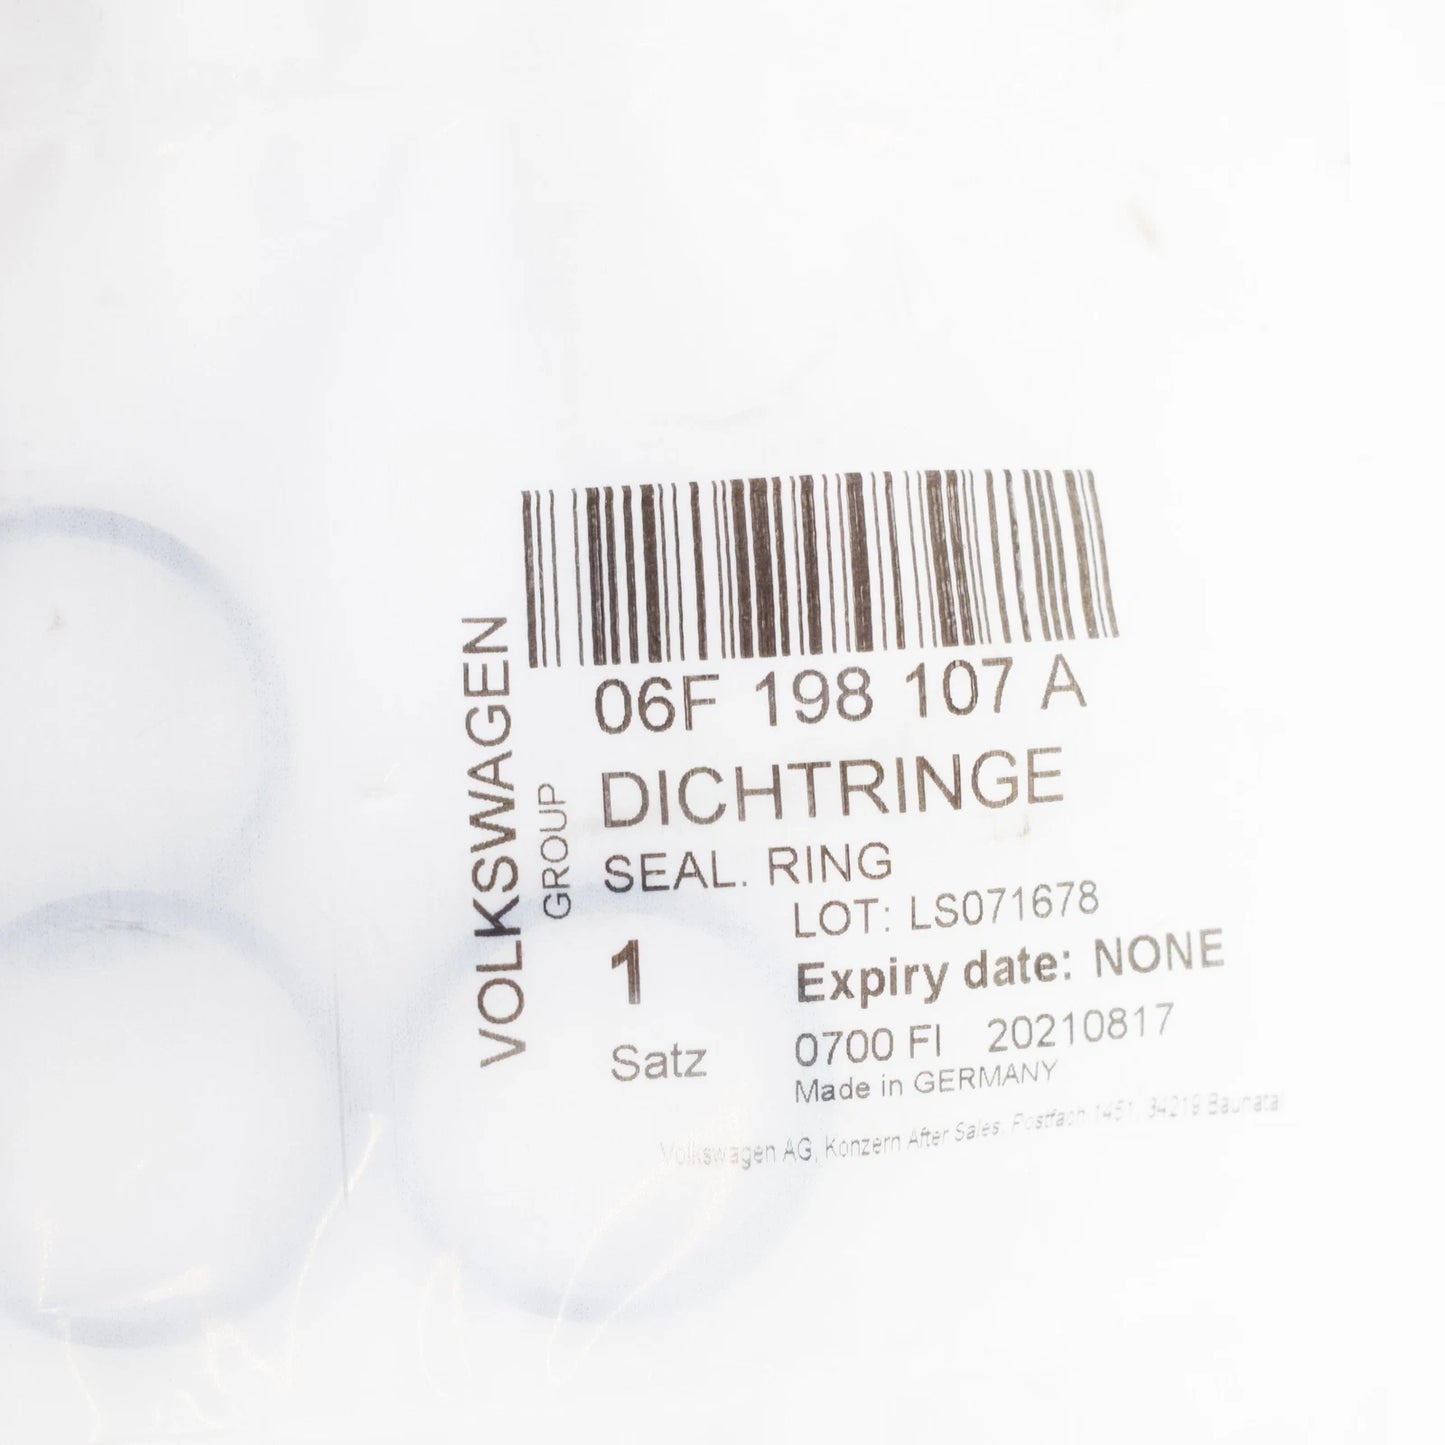 VOLKSWAGEN
GROUP
06F 198 107 A
DICHTRINGE
SEAL. RING
LOT: LS071678
1
Expiry date: NONE
Satz
0700 FI 20210817
Made in GERMANY
Volkswagen AG, Konzern After Sales, Postfach 1451, 34219 Baunatal